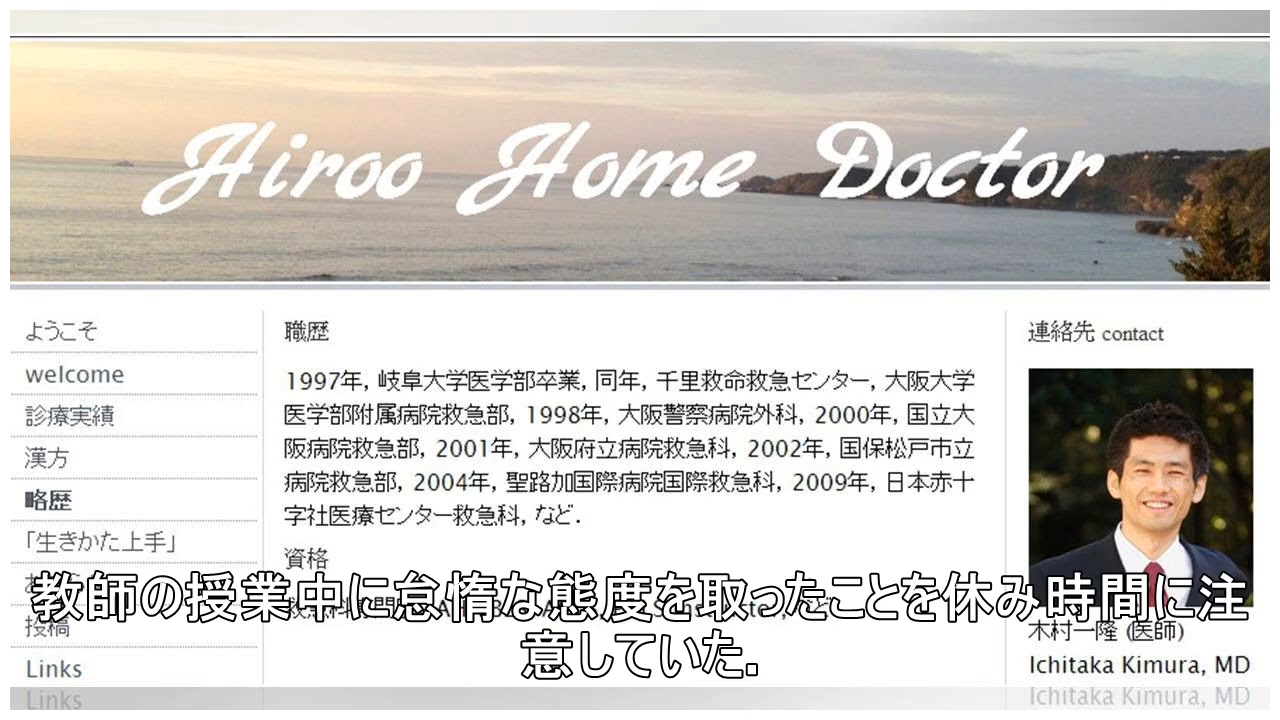 Hiroo Home Doctor
ようこそ
welcome
診療実績
漢方
略歴
「生きかた上手」
投稿
Links
Links
職歴
1997年, 岐阜大学医学部卒業, 同年, 千里救命救急センター, 大阪大学
医学部附属病院救急部, 1998年, 大阪警察病院外科, 2000年, 国立大
阪病院救急部, 2001年, 大阪府立病院救急科, 2002年, 国保松戸市立
病院救急部, 2004年, 聖路加国際病院国際救急科, 2009年, 日本赤十
字社医療センター救急科, など.
資格
連絡先 contact
木村一隆 (医師)
Ichitaka Kimura, MD
Ichitaka Kimura, MD
教師の授業中に怠惰な態度を取ったことを休み時間に注
意していた.